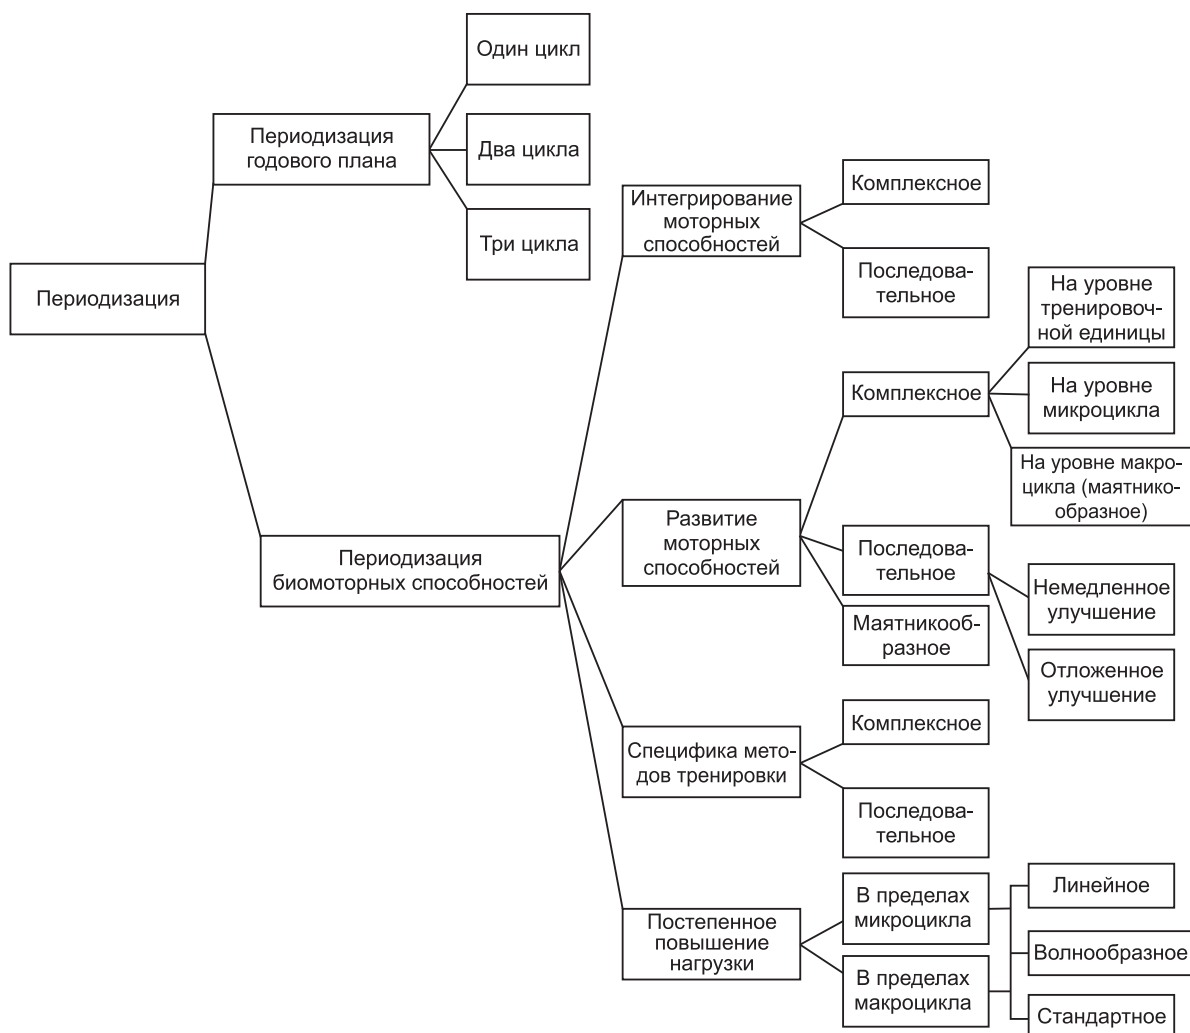 Один цикл
Периодизация
годового плана
Два цикла
Три цикла
Периодизация
Интегрирование
моторных
способностей
Комплексное
Последова-
тельное
На уровне
тренировоч-
ной единицы
Комплексное
На уровне
микроцикла
На уровне макро-
цикла (маятнико-
образное)
Периодизация
биомоторных способностей
Развитие
моторных
способностей
Последова-
тельное
Немедленное
улучшение
Маятникооб-
разное
Отложенное
улучшение
Специфика мето-
дов тренировки
Комплексное
Последова-
тельное
Постепенное
повышение
нагрузки
В пределах
микроцикла
Линейное
Волнообразное
В пределах
макроцикла
Стандартное